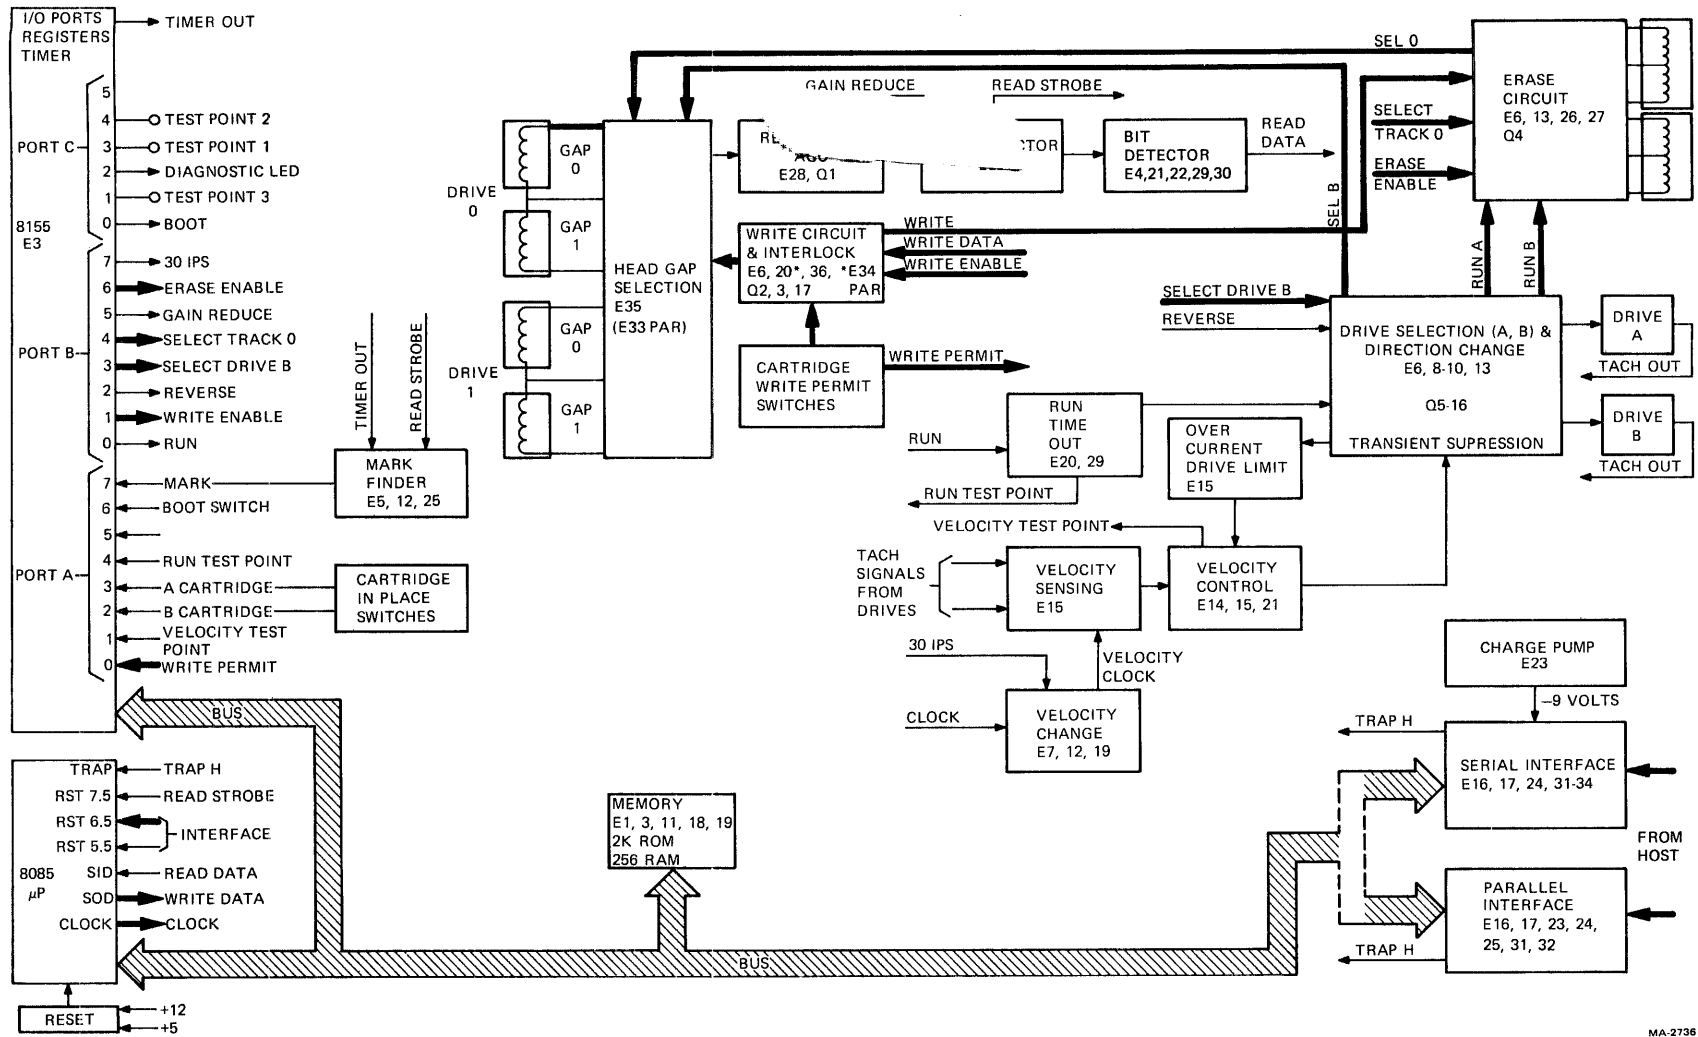 I/O PORTS
REGISTERS
TIMER
TIMER OUT
PORT C
5
4 TEST POINT 2
3 TEST POINT 1
2 DIAGNOSTIC LED
1 TEST POINT 3
0 BOOT
8155
E3
PORT B
7 30 IPS
6 ERASE ENABLE
5 GAIN REDUCE
4 SELECT TRACK 0
3 SELECT DRIVE B
2 REVERSE
1 WRITE ENABLE
0 RUN
PORT A
7 MARK
6 BOOT SWITCH
5
4 RUN TEST POINT
3 A CARTRIDGE
2 B CARTRIDGE
1 VELOCITY TEST
POINT
0 WRITE PERMIT
TIMER OUT
READ STROBE
MARK
FINDER
E5, 12, 25
CARTRIDGE
IN PLACE
SWITCHES
BUS
TRAP TRAP H
RST 7.5 READ STROBE
RST 6.5
INTERFACE
RST 5.5
8085
µP
SID READ DATA
SOD WRITE DATA
CLOCK CLOCK
RESET
+12
+5
DRIVE
0
GAP
0
GAP
1
DRIVE
1
GAP
0
GAP
1
HEAD GAP
SELECTION
E35
(E33 PAR)
SEL 0
GAIN REDUCE
READ STROBE
E28, Q1
TOR
BIT
DETECTOR
E4,21,22,29,30
READ
DATA
SEL B
WRITE CIRCUIT
& INTERLOCK
E6, 20*, 36, *E34
Q2, 3, 17 PAR
WRITE
WRITE DATA
WRITE ENABLE
CARTRIDGE
WRITE PERMIT
SWITCHES
WRITE PERMIT
SELECT
TRACK 0
ERASE
ENABLE
ERASE
CIRCUIT
E6, 13, 26, 27
Q4
RUN A
RUN B
SELECT DRIVE B
REVERSE
DRIVE SELECTION (A, B) &
DIRECTION CHANGE
E6, 8-10, 13
Q5-16
TRANSIENT SUPRESSION
DRIVE
A
TACH OUT
DRIVE
B
TACH OUT
RUN
RUN
TIME
OUT
E20, 29
RUN TEST POINT
OVER
CURRENT
DRIVE LIMIT
E15
VELOCITY TEST POINT
TACH
SIGNALS
FROM
DRIVES
VELOCITY
SENSING
E15
VELOCITY
CONTROL
E14, 15, 21
30 IPS
VELOCITY
CLOCK
CLOCK
VELOCITY
CHANGE
E7, 12, 19
MEMORY
E1, 3, 11, 18, 19
2K ROM
256 RAM
BUS
CHARGE PUMP
E23
–9 VOLTS
TRAP H
SERIAL INTERFACE
E16, 17, 24, 31-34
FROM
HOST
PARALLEL
INTERFACE
E16, 17, 23, 24,
25, 31, 32
TRAP H
MA-2736